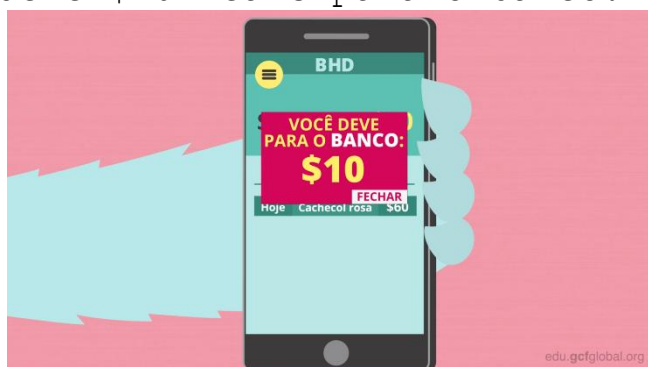 BHD
VOCÊ DEVE
PARA O BANCO:
$10
FECHAR
Hoje Cachecol rosa $60
edu.gcfglobal.org